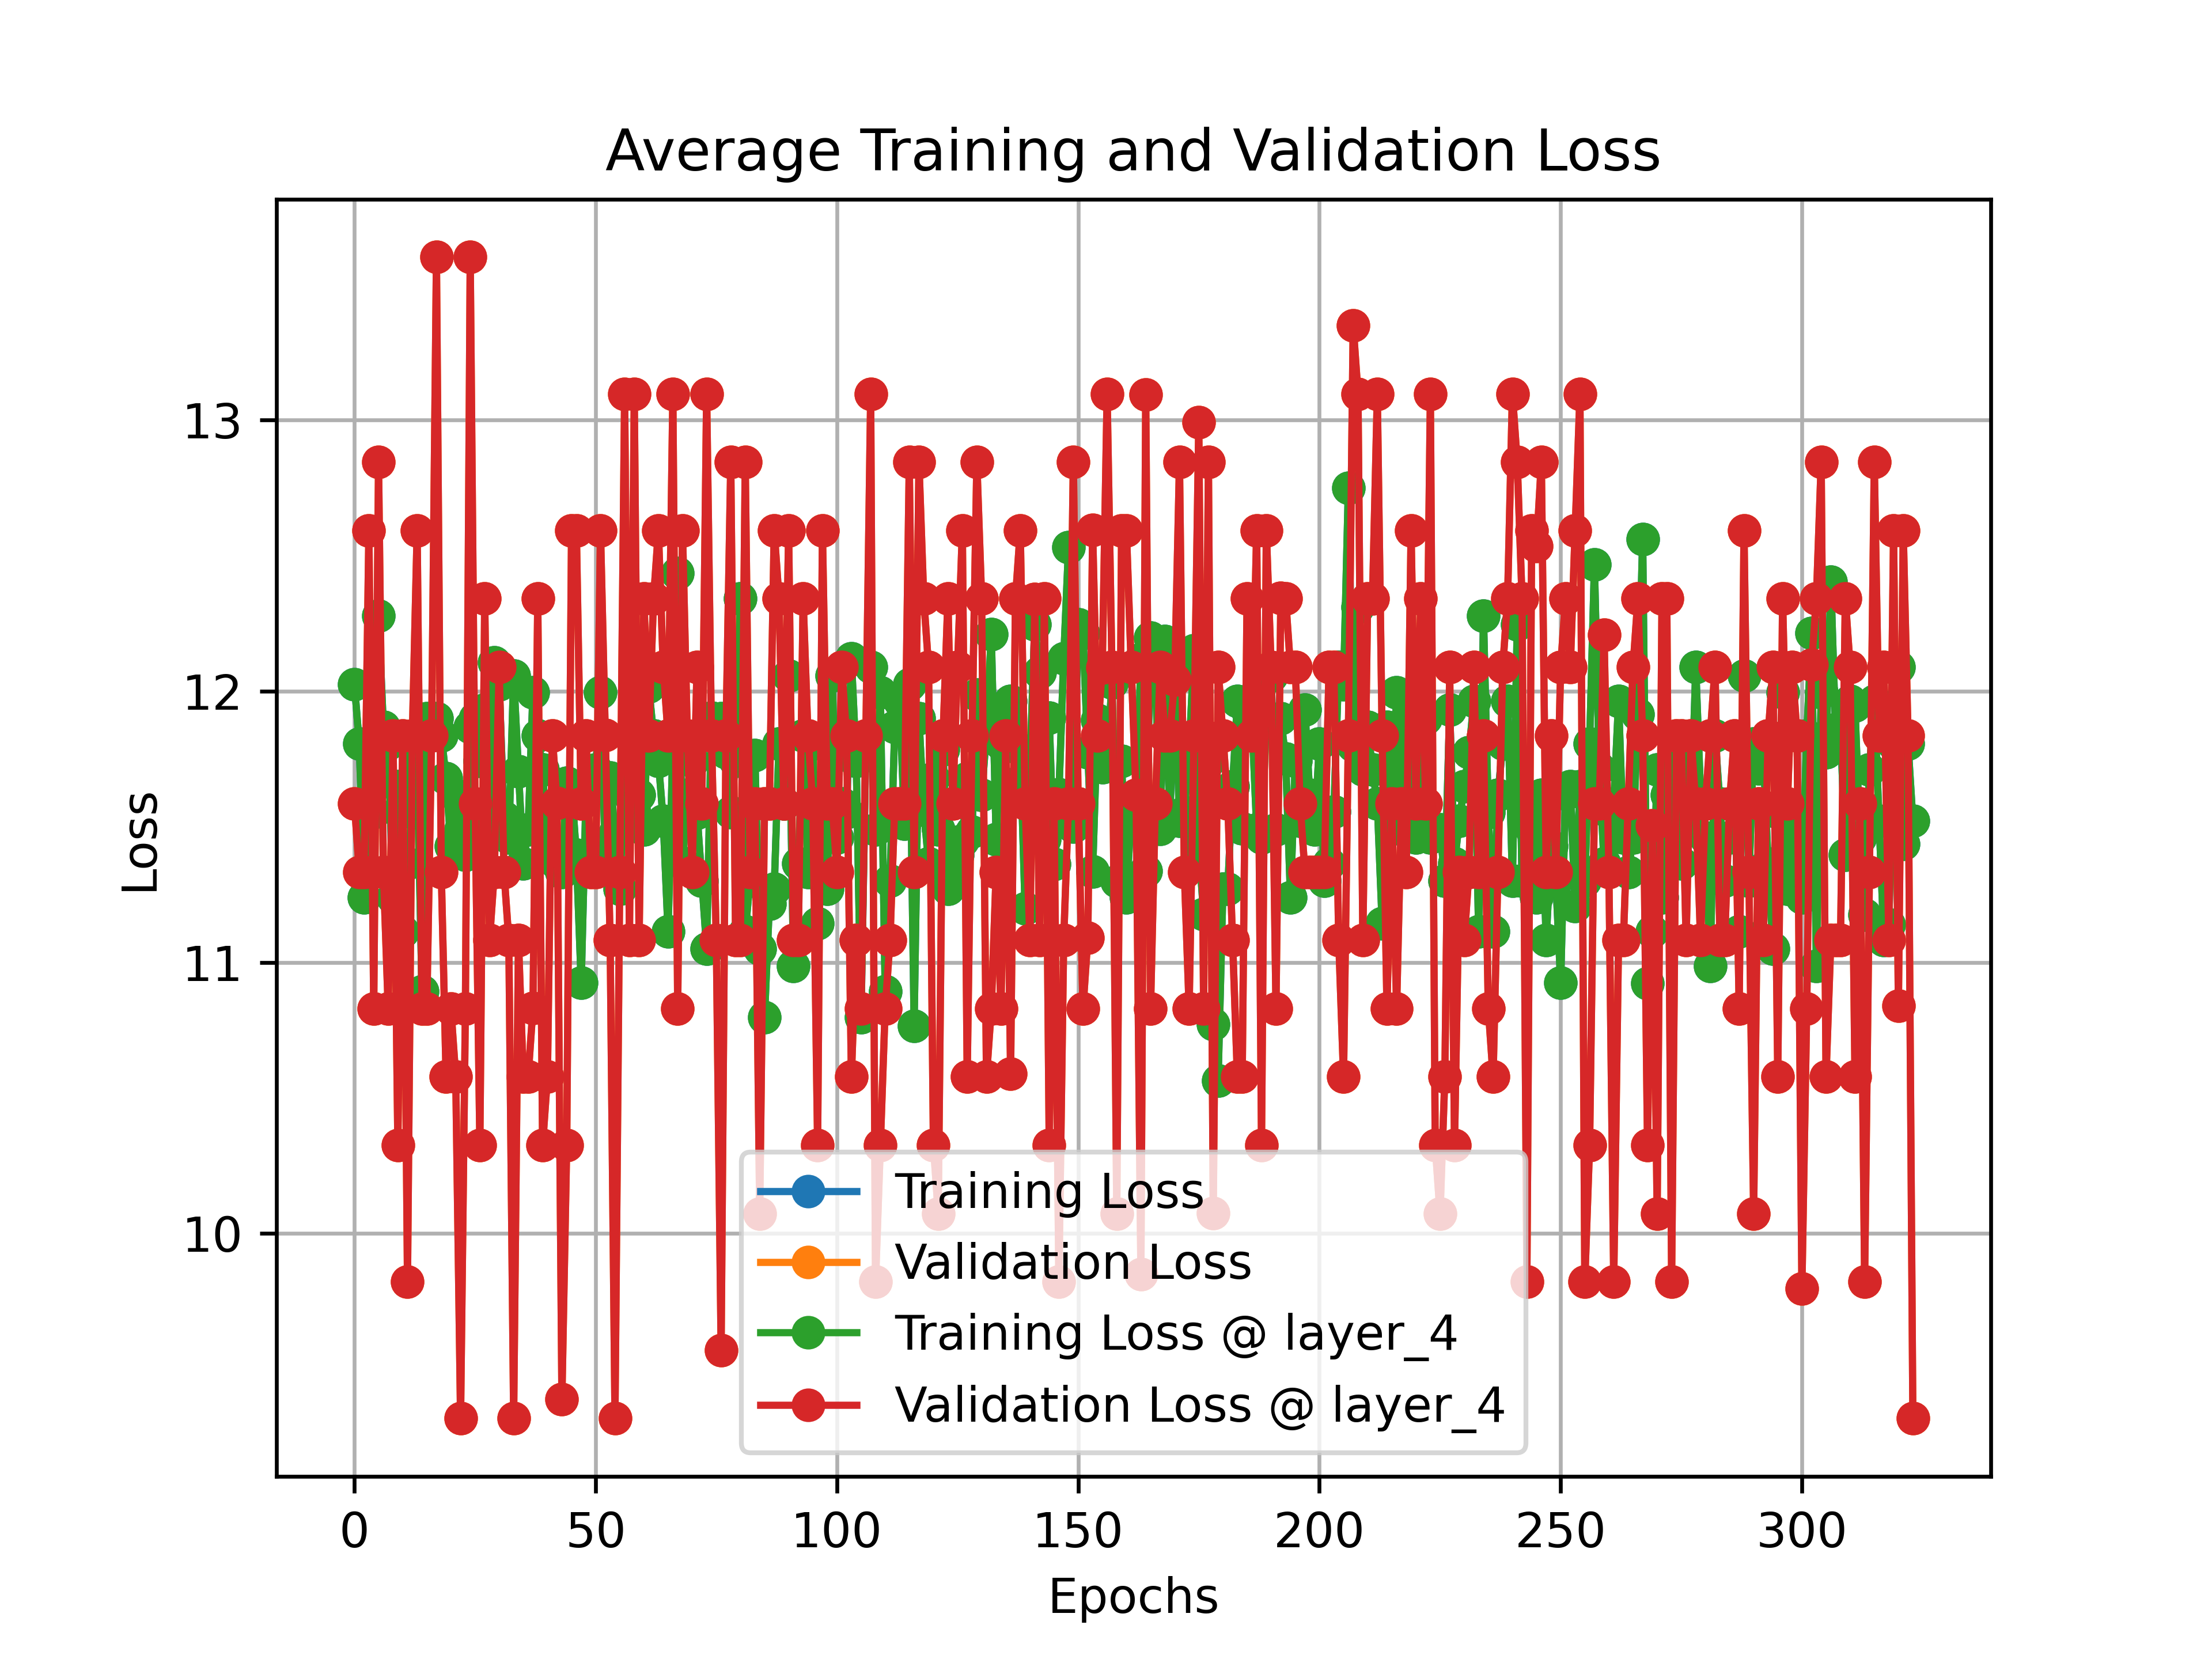 Average Training and Validation Loss
Loss
13
12
11
10
0 50 100 150 200 250 300
Epochs
Training Loss
Validation Loss
Training Loss @ layer_4
Validation Loss @ layer_4